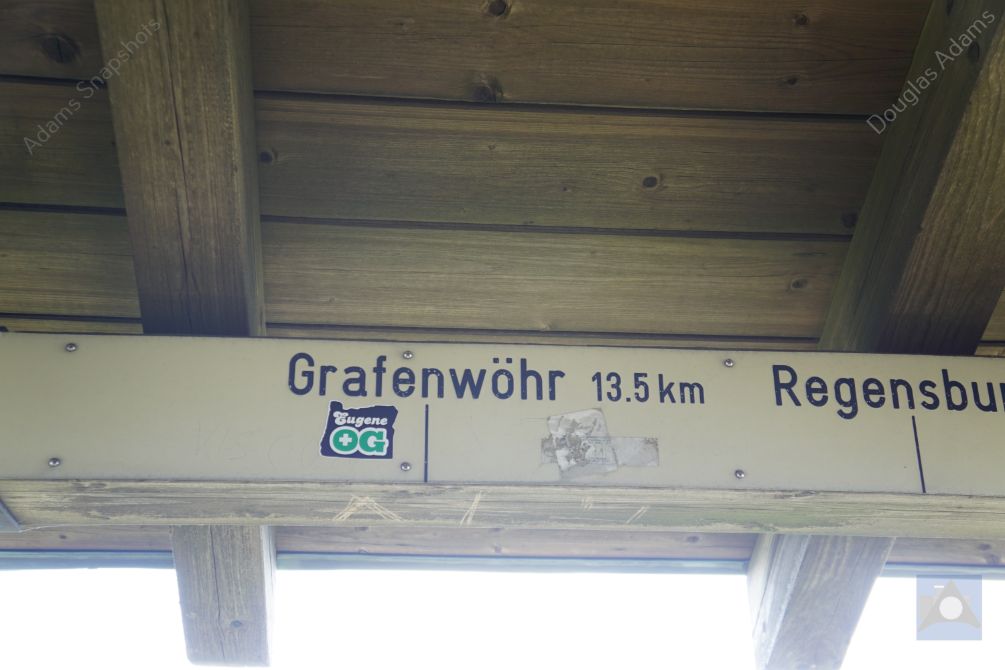 Adams Snapshots
Douglas Adams
Grafenwöhr 13.5 km
Regensbu
Eugene
OG